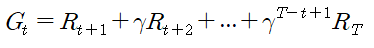 G_t = R_{t+1} + γR_{t+2} + ... + γ^{T-t+1}R_T